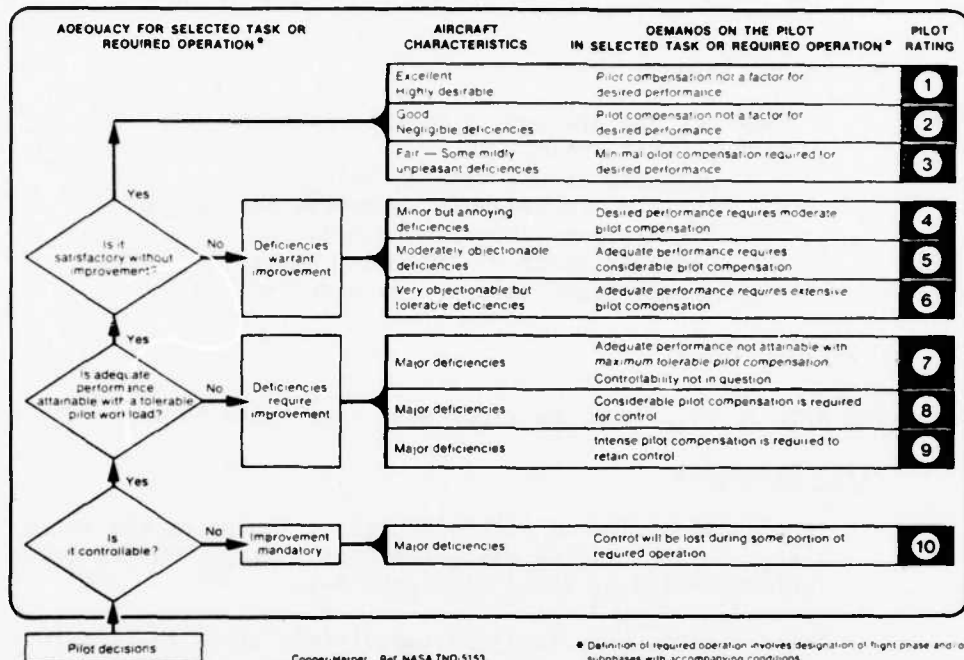 ADEQUACY FOR SELECTED TASK OR
REQUIRED OPERATION*
AIRCRAFT
CHARACTERISTICS
DEMANDS ON THE PILOT
IN SELECTED TASK OR REQUIRED OPERATION*
PILOT
RATING
Excellent
Highly desirable
Pilot compensation not a factor for
desired performance
1
Good
Negligible deficiencies
Pilot compensation not a factor for
desired performance
2
Fair — Some mildly
unpleasant deficiencies
Minimal pilot compensation required for
desired performance
3
Yes
Is it
satisfactory without
improvement?
No
Deficiencies
warrant
improvement
Minor but annoying
deficiencies
Desired performance requires moderate
pilot compensation
4
Moderately objectionable
deficiencies
Adequate performance requires
considerable pilot compensation
5
Very objectionable but
tolerable deficiencies
Adequate performance requires extensive
pilot compensation
6
Yes
Is adequate
performance
attainable with a tolerable
pilot workload?
No
Deficiencies
require
improvement
Major deficiencies
Adequate performance not attainable with
maximum tolerable pilot compensation
Controllability not in question
7
Major deficiencies
Considerable pilot compensation is required
for control
8
Major deficiencies
Intense pilot compensation is required to
retain control
9
Yes
Is
it controllable?
No
Improvement
mandatory
Major deficiencies
Control will be lost during some portion of
required operation
10
Pilot decisions
Cooper-Harper Ref NASA TND-5153
* Definition of required operation involves designation of flight phase and/o
subphases with accompanying conditions